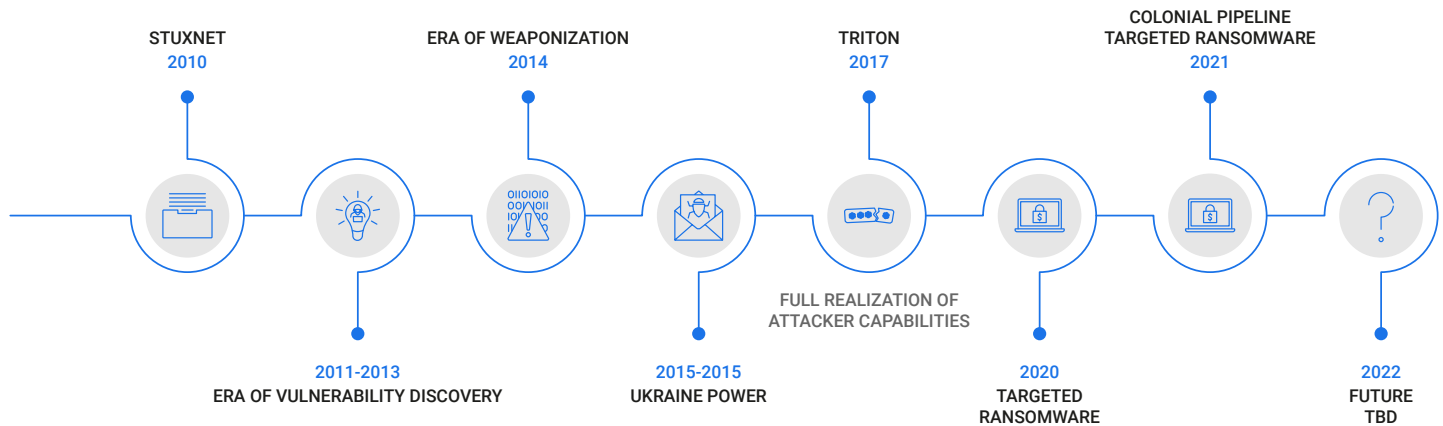 STUXNET
2010
2011-2013
ERA OF VULNERABILITY DISCOVERY
ERA OF WEAPONIZATION
2014
2015-2015
UKRAINE POWER
TRITON
2017
FULL REALIZATION OF
ATTACKER CAPABILITIES
2020
TARGETED
RANSOMWARE
COLONIAL PIPELINE
TARGETED RANSOMWARE
2021
2022
FUTURE
TBD